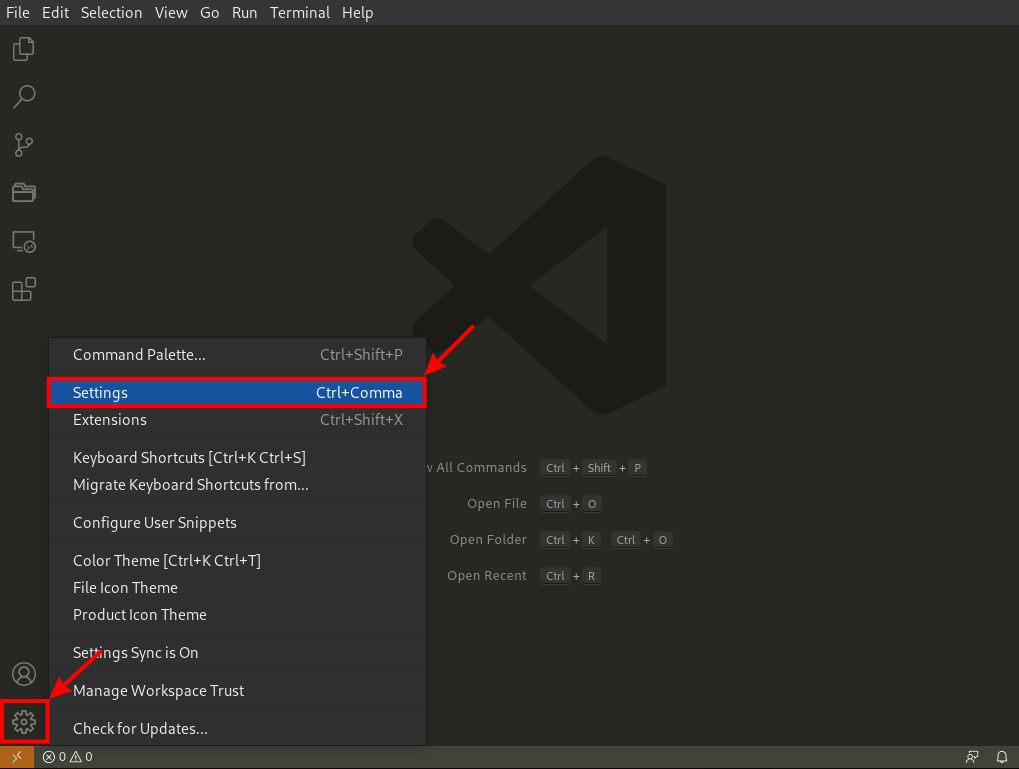 File Edit Selection View Go Run Terminal Help
Command Palette... Ctrl+Shift+P
Settings Ctrl+Comma
Extensions Ctrl+Shift+X
Keyboard Shortcuts [Ctrl+K Ctrl+S]
Migrate Keyboard Shortcuts from...
Configure User Snippets
Color Theme [Ctrl+K Ctrl+T]
File Icon Theme
Product Icon Theme
Settings Sync is On
Manage Workspace Trust
Check for Updates...
All Commands Ctrl + Shift + P
Open File Ctrl + O
Open Folder Ctrl + K Ctrl + O
Open Recent Ctrl + R
0 0